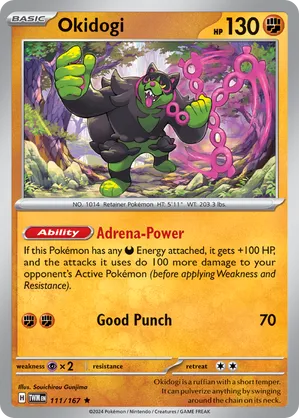 BASIC
Okidogi
HP 130
NO. 1014 Retainer Pokémon HT: 5'11" WT: 203.3 lbs.
Ability Adrena-Power
If this Pokémon has any Energy attached, it gets +100 HP,
and the attacks it uses do 100 more damage to your
opponent's Active Pokémon (before applying Weakness and
Resistance).
Good Punch 70
weakness ×2 resistance retreat
Illus. Souichirou Gunjima
H TWM EN 111/167 ★
Okidogi is a ruffian with a short temper.
It can pulverize anything by swinging
around the chain on its neck.
©2024 Pokémon / Nintendo / Creatures / GAME FREAK